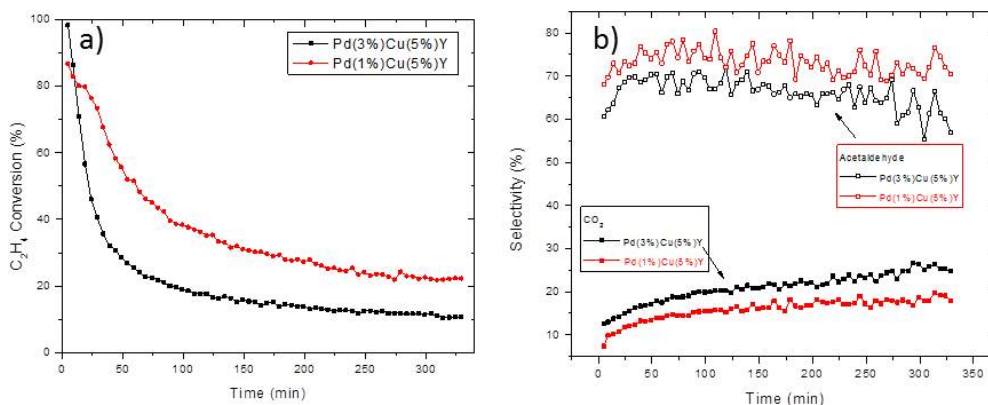 a)
Pd(3%)Cu(5%)Y
Pd(1%)Cu(5%)Y
100
80
60
40
20
0
C₂H₄ Conversion (%)
0 50 100 150 200 250 300
Time (min)
b)
80
70
60
50
40
30
20
10
Selectivity (%)
Acetaldehyde
Pd(3%)Cu(5%)Y
Pd(1%)Cu(5%)Y
CO₂
Pd(3%)Cu(5%)Y
Pd(1%)Cu(5%)Y
0 50 100 150 200 250 300 350
Time (min)